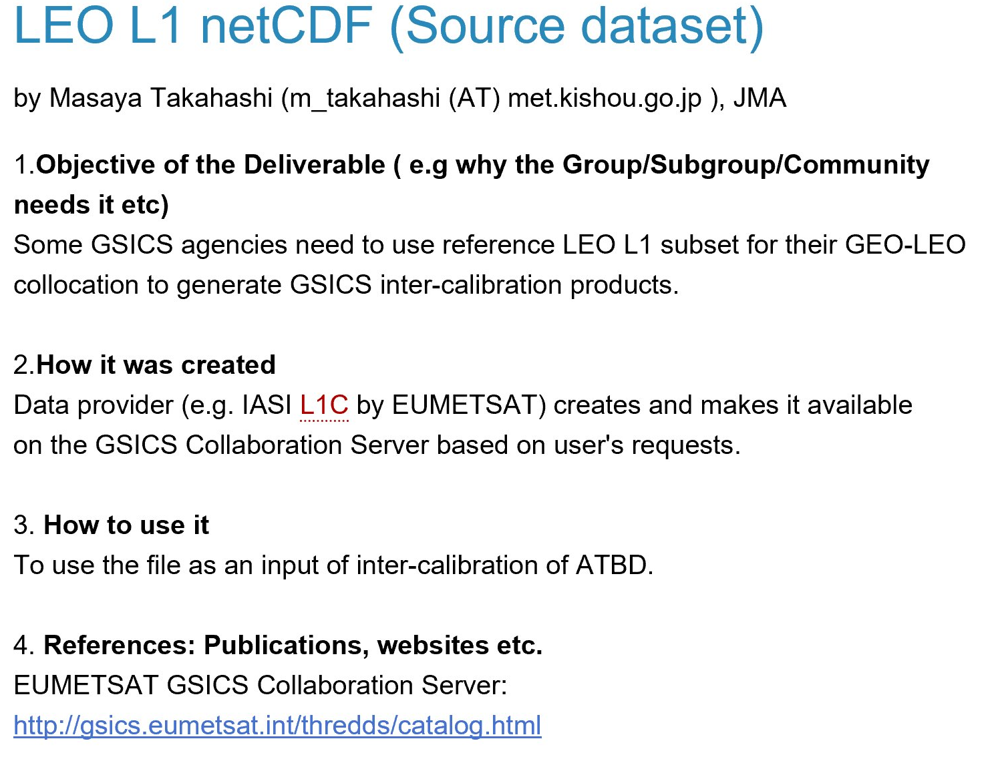 LEO L1 netCDF (Source dataset)
by Masaya Takahashi (m_takahashi (AT) met.kishou.go.jp ), JMA
1.Objective of the Deliverable ( e.g why the Group/Subgroup/Community
needs it etc)
Some GSICS agencies need to use reference LEO L1 subset for their GEO-LEO
collocation to generate GSICS inter-calibration products.
2.How it was created
Data provider (e.g. IASI L1C by EUMETSAT) creates and makes it available
on the GSICS Collaboration Server based on user's requests.
3. How to use it
To use the file as an input of inter-calibration of ATBD.
4. References: Publications, websites etc.
EUMETSAT GSICS Collaboration Server:
http://gsics.eumetsat.int/thredds/catalog.html